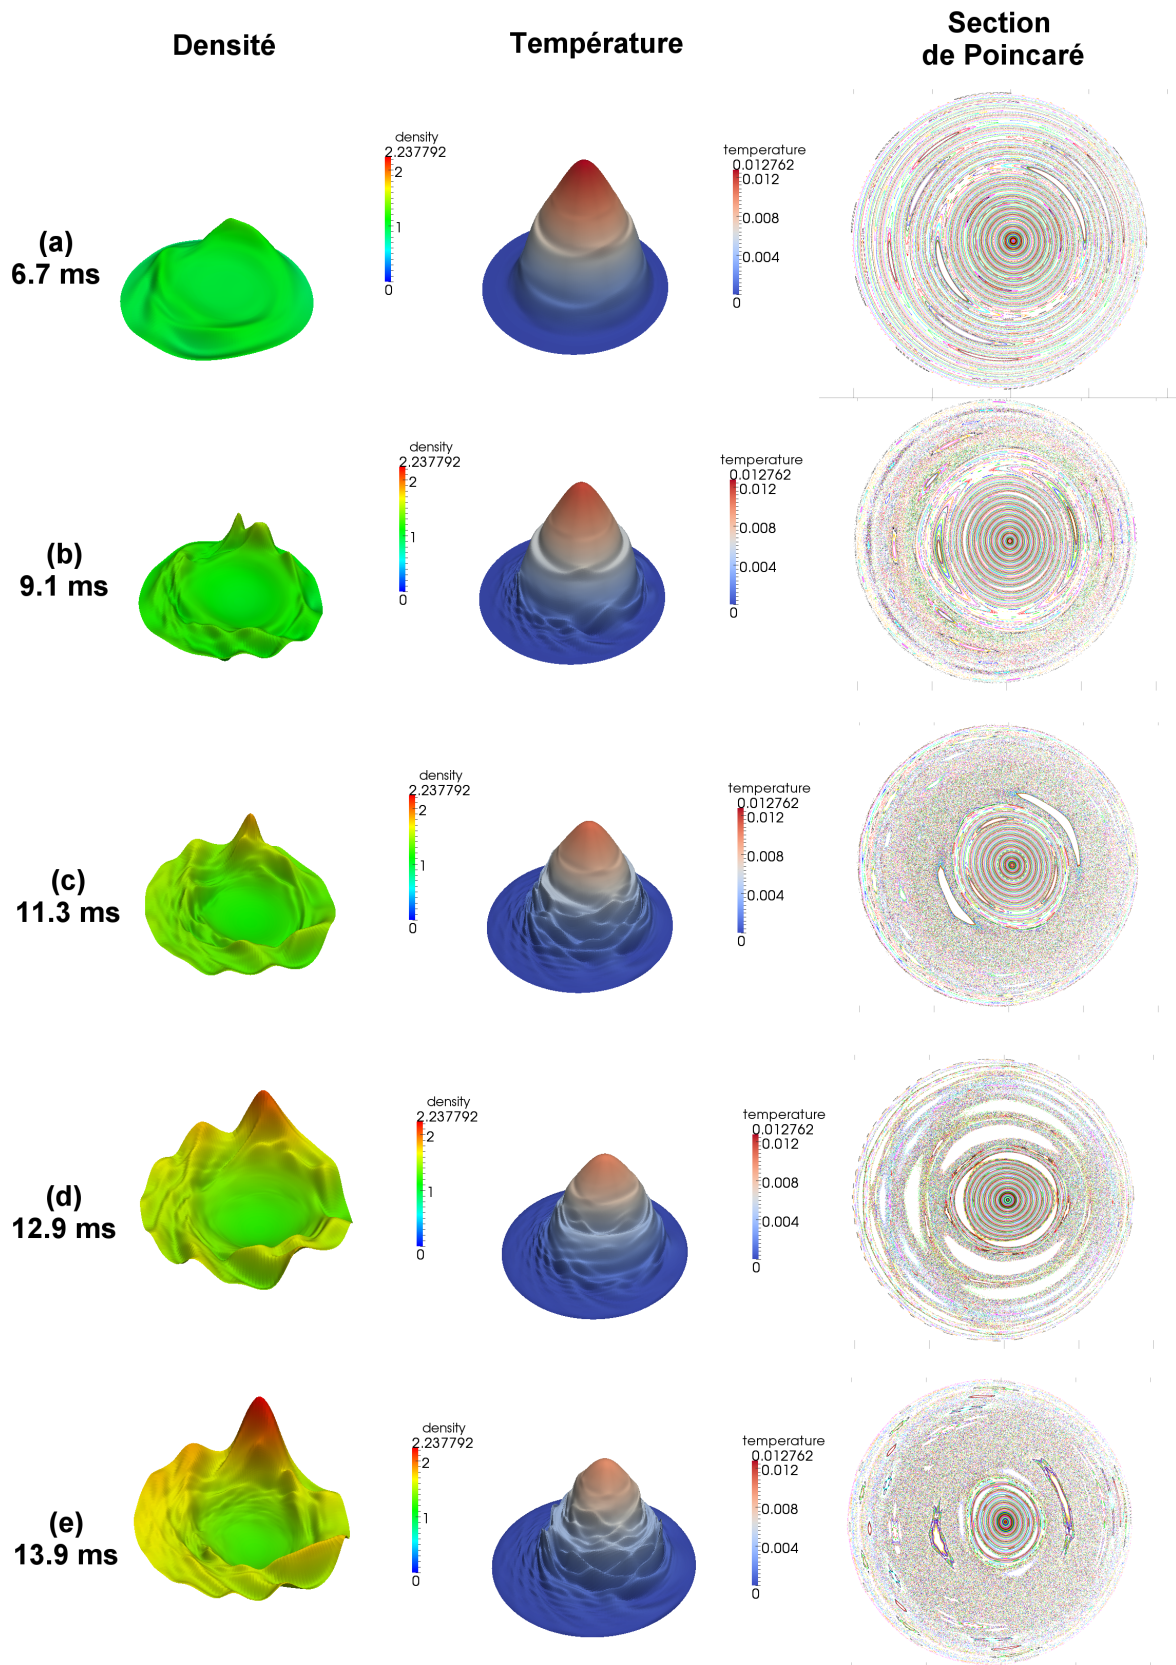 Densité
Température
Section
de Poincaré
(a)
6.7 ms
density
2.237792
2
1
0
temperature
0.012762
0.012
0.008
0.004
0
(b)
9.1 ms
density
2.237792
2
1
0
temperature
0.012762
0.012
0.008
0.004
0
(c)
11.3 ms
density
2.237792
2
1
0
temperature
0.012762
0.012
0.008
0.004
0
(d)
12.9 ms
density
2.237792
2
1
0
temperature
0.012762
0.012
0.008
0.004
0
(e)
13.9 ms
density
2.237792
2
1
0
temperature
0.012762
0.012
0.008
0.004
0